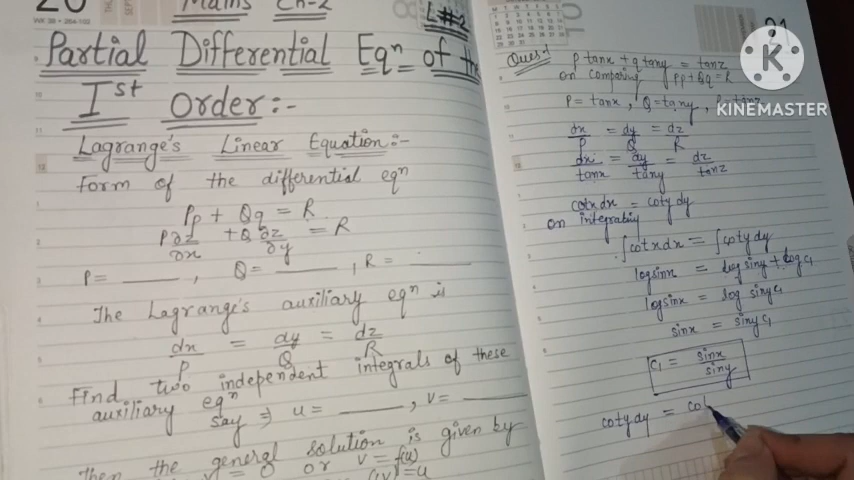 Maths Ch-2
L#2
Partial Differential Eqⁿ of the
Iˢᵗ Order:-
Lagrange's Linear Equation:-
Form of the differential eqⁿ
Pp + Qq = R
P∂z/∂x + Q∂z/∂y = R
P = ____, Q = ____, R = ____
The Lagrange's auxiliary eqⁿ is
dx/P = dy/Q = dz/R
Find two independent integrals of these
auxiliary eqⁿ
say ⇒ u = ____, v = ____
Then the general solution is given by
or v = f(u)
Ques:-1 p tanx + q tany = tanz
on comparing Pp + Qq = R
P = tanx, Q = tany,
dx/P = dy/Q = dz/R
dx/tanx = dy/tany = dz/tanz
cotx dx = coty dy
on integrating
∫cotx dx = ∫coty dy
log sinx = log siny + log c₁
log sinx = log siny c₁
sinx = siny c₁
c₁ = sinx/siny
coty dy = cot
KINEMASTER